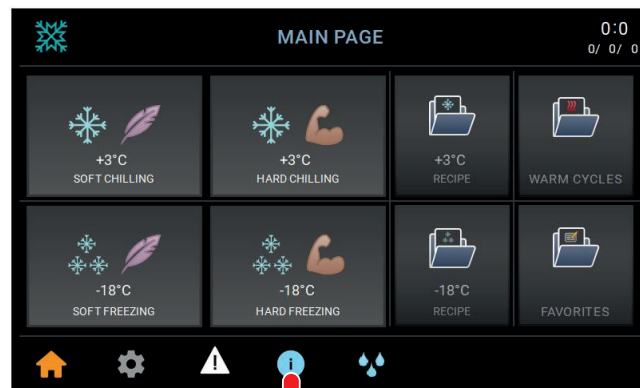 MAIN PAGE
0:0
0/ 0/ 0
+3°C
SOFT CHILLING
+3°C
HARD CHILLING
+3°C
RECIPE
WARM CYCLES
-18°C
SOFT FREEZING
-18°C
HARD FREEZING
-18°C
RECIPE
FAVORITES
i